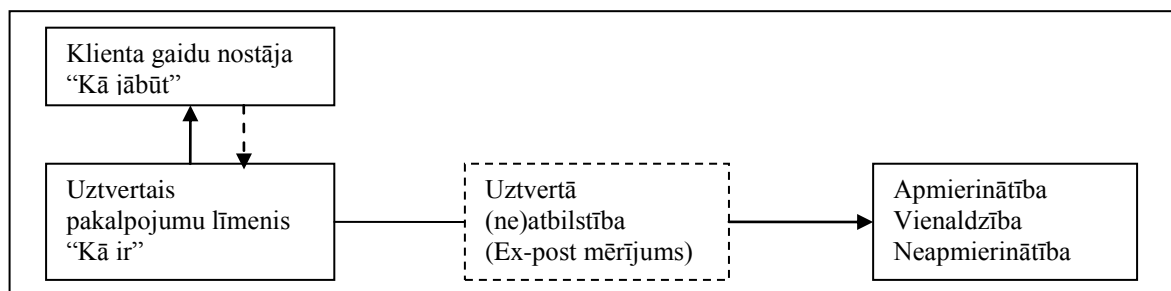 Klienta gaidu nostāja
“Kā jābūt”
Uztvertais
pakalpojumu līmenis
“Kā ir”
Uztvertā
(ne)atbilstība
(Ex-post mērījums)
Apmierinātība
Vienaldzība
Neapmierinātība